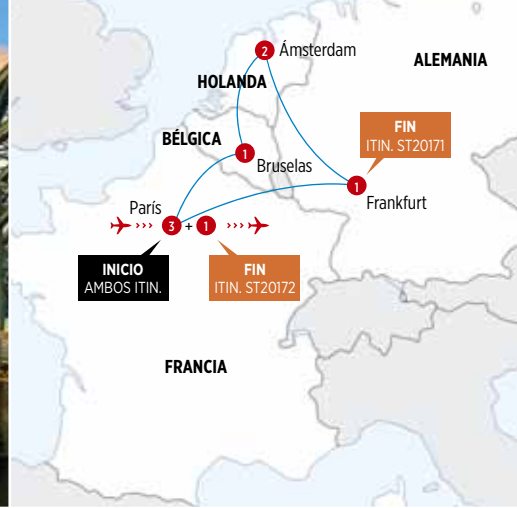 2 Ámsterdam
ALEMANIA
HOLANDA
BÉLGICA
1
Bruselas
FIN
ITIN. ST20171
1
Frankfurt
París
3 + 1
INICIO
AMBOS ITIN.
FIN
ITIN. ST20172
FRANCIA